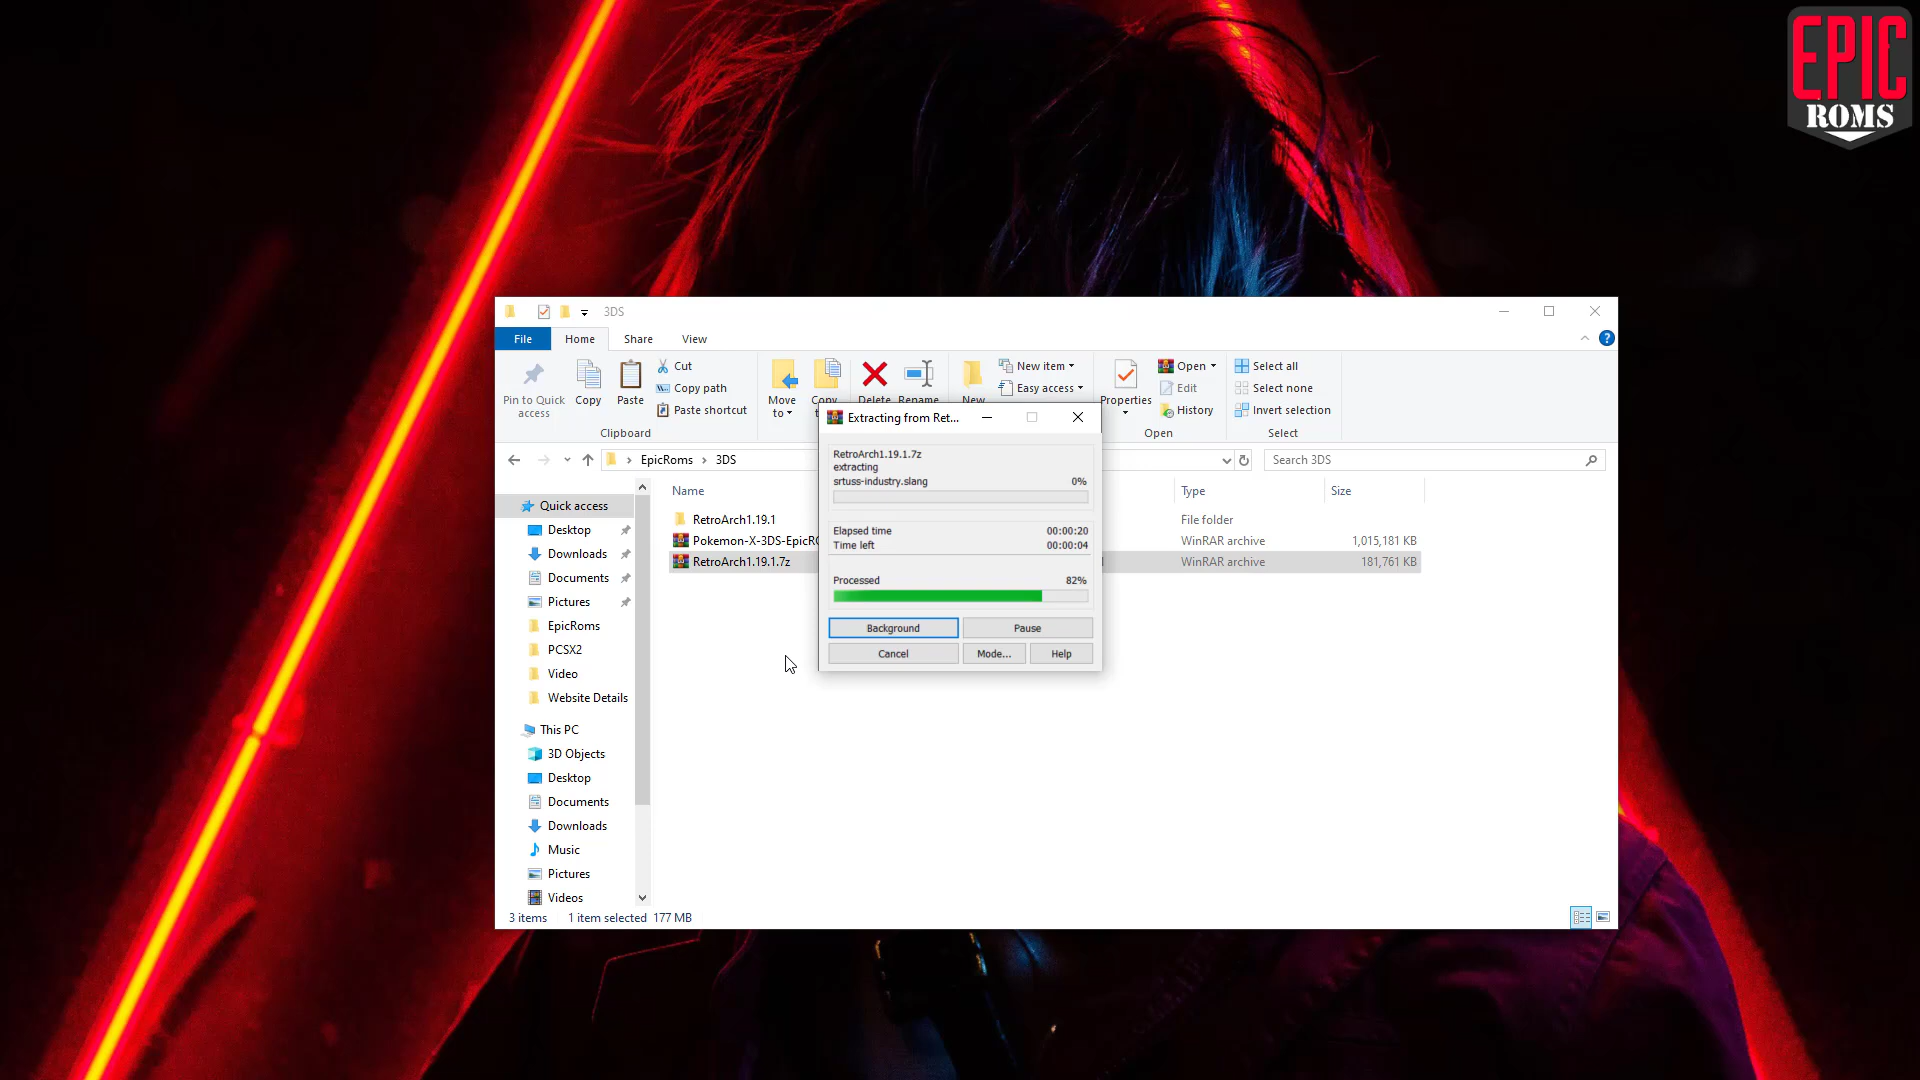 EPIC
ROMS
3DS
File
Home
Share
View
Pin to Quick access
Copy
Paste
Cut
Copy path
Paste shortcut
Clipboard
Move to
Copy
Delete
Rename
New
New item
Easy access
Properties
Open
Edit
History
Open
Select all
Select none
Invert selection
Select
EpicRoms
3DS
Search 3DS
Name
Type
Size
RetroArch1.19.1
File folder
Pokemon-X-3DS-EpicR
WinRAR archive
1,015,181 KB
RetroArch1.19.1.7z
WinRAR archive
181,761 KB
Extracting from Ret...
RetroArch1.19.1.7z
extracting
srtuss-industry.slang
0%
Elapsed time
00:00:20
Time left
00:00:04
Processed
82%
Background
Pause
Cancel
Mode...
Help
Quick access
Desktop
Downloads
Documents
Pictures
EpicRoms
PCSX2
Video
Website Details
This PC
3D Objects
Desktop
Documents
Downloads
Music
Pictures
Videos
3 items
1 item selected
177 MB